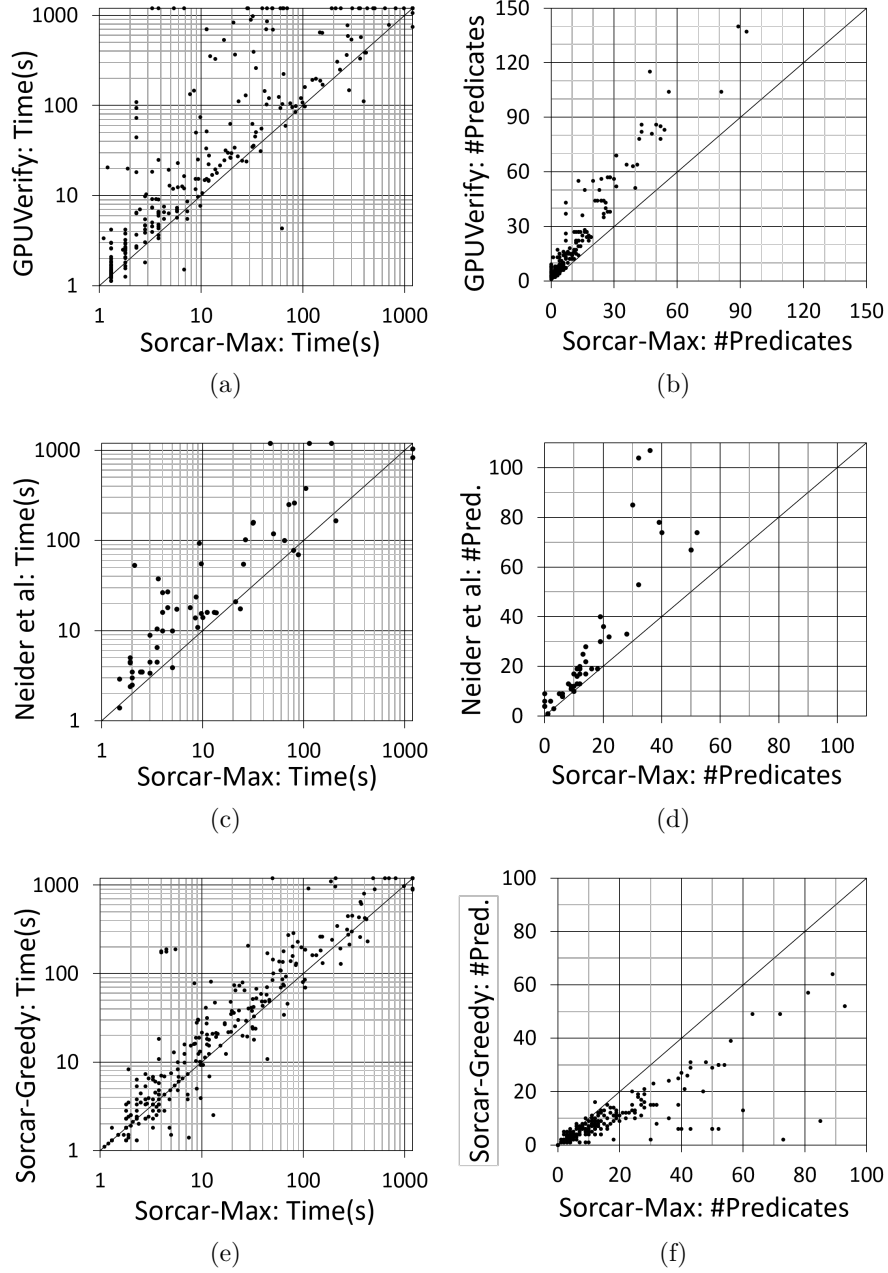 1000
100
10
1
GPUVerify: Time(s)
1 10 100 1000
Sorcar-Max: Time(s)
(a)
150
120
90
60
30
0
GPUVerify: #Predicates
0 30 60 90 120 150
Sorcar-Max: #Predicates
(b)
1000
100
10
1
Neider et al: Time(s)
1 10 100 1000
Sorcar-Max: Time(s)
(c)
100
80
60
40
20
0
Neider et al: #Pred.
0 20 40 60 80 100
Sorcar-Max: #Predicates
(d)
1000
100
10
1
Sorcar-Greedy: Time(s)
1 10 100 1000
Sorcar-Max: Time(s)
(e)
100
80
60
40
20
0
Sorcar-Greedy: #Pred.
0 20 40 60 80 100
Sorcar-Max: #Predicates
(f)